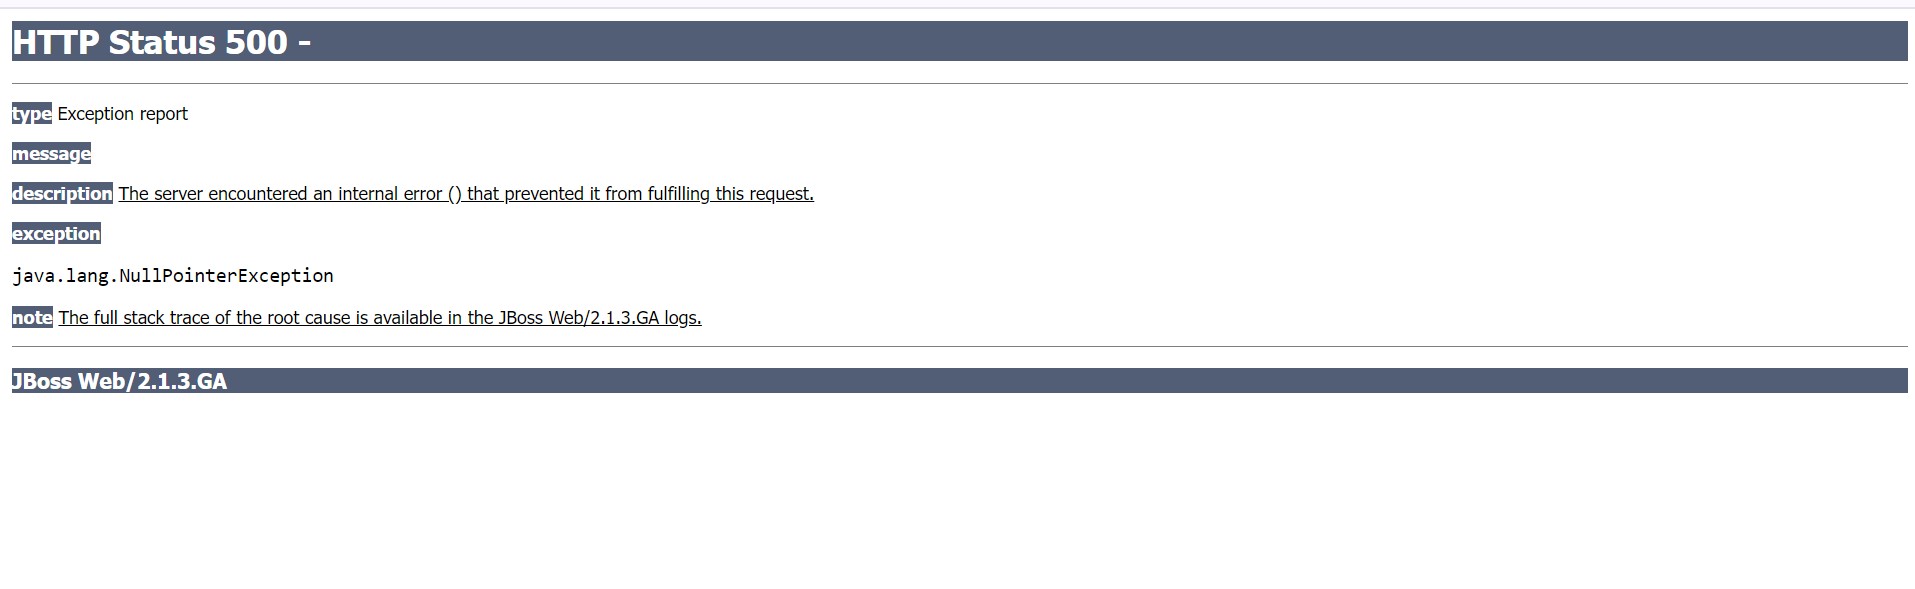 HTTP Status 500 -
type Exception report
message
description The server encountered an internal error () that prevented it from fulfilling this request.
exception
java.lang.NullPointerException
note The full stack trace of the root cause is available in the JBoss Web/2.1.3.GA logs.
JBoss Web/2.1.3.GA